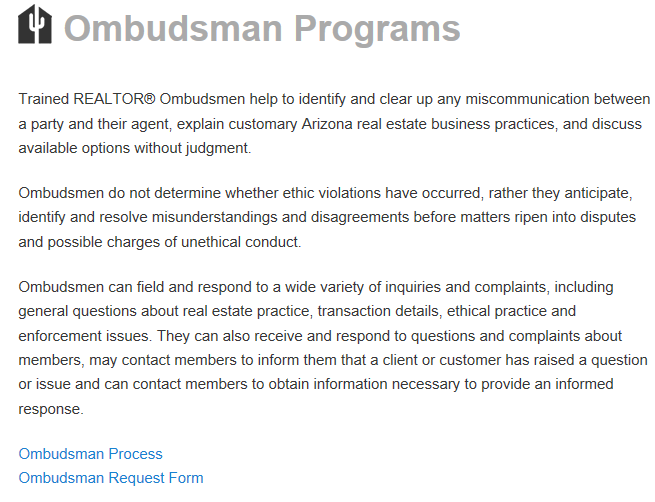 Ombudsman Programs
Trained REALTOR® Ombudsmen help to identify and clear up any miscommunication between
a party and their agent, explain customary Arizona real estate business practices, and discuss
available options without judgment.
Ombudsmen do not determine whether ethic violations have occurred, rather they anticipate,
identify and resolve misunderstandings and disagreements before matters ripen into disputes
and possible charges of unethical conduct.
Ombudsmen can field and respond to a wide variety of inquiries and complaints, including
general questions about real estate practice, transaction details, ethical practice and
enforcement issues. They can also receive and respond to questions and complaints about
members, may contact members to inform them that a client or customer has raised a question
or issue and can contact members to obtain information necessary to provide an informed
response.
Ombudsman Process
Ombudsman Request Form